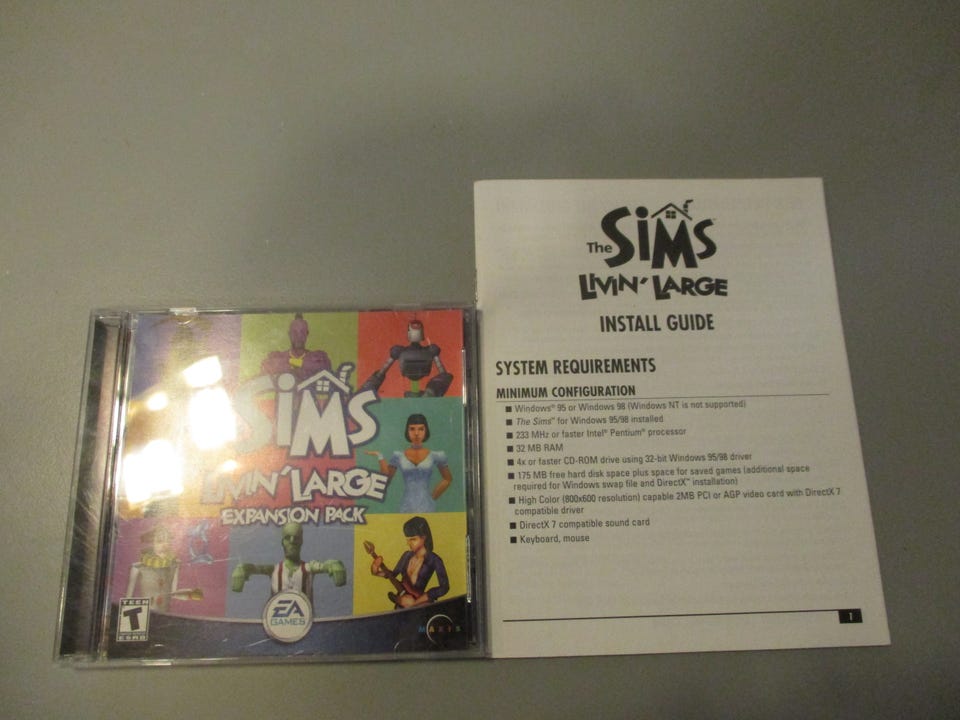 SiMS
LIVIN' LARGE
EXPANSION PACK
TEEN
T
ESRB
EA
GAMES
MAXIS
The SiMS™
LIVIN' LARGE
INSTALL GUIDE
SYSTEM REQUIREMENTS
MINIMUM CONFIGURATION
■ Windows® 95 or Windows 98 (Windows NT is not supported)
■ The Sims™ for Windows 95/98 installed
■ 233 MHz or faster Intel® Pentium® processor
■ 32 MB RAM
■ 4x or faster CD-ROM drive using 32-bit Windows 95/98 driver
■ 175 MB free hard disk space plus space for saved games (additional space
required for Windows swap file and DirectX™ installation)
■ High Color (800x600 resolution) capable 2MB PCI or AGP video card with DirectX 7
compatible driver
■ DirectX 7 compatible sound card
■ Keyboard, mouse
1